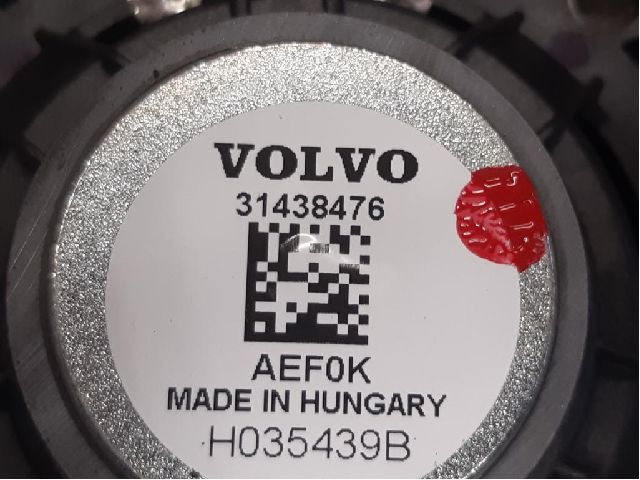 VOLVO
31438476
AEF0K
MADE IN HUNGARY
H035439B